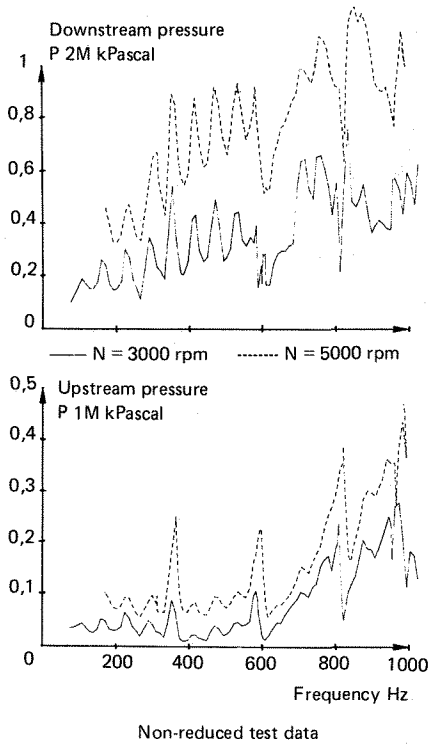 Downstream pressure
P 2M kPascal
1
0,8
0,6
0,4
0,2
0
N = 3000 rpm
N = 5000 rpm
Upstream pressure
P 1M kPascal
0,5
0,4
0,3
0,2
0,1
0
200
400
600
800
1000
Frequency Hz
Non-reduced test data